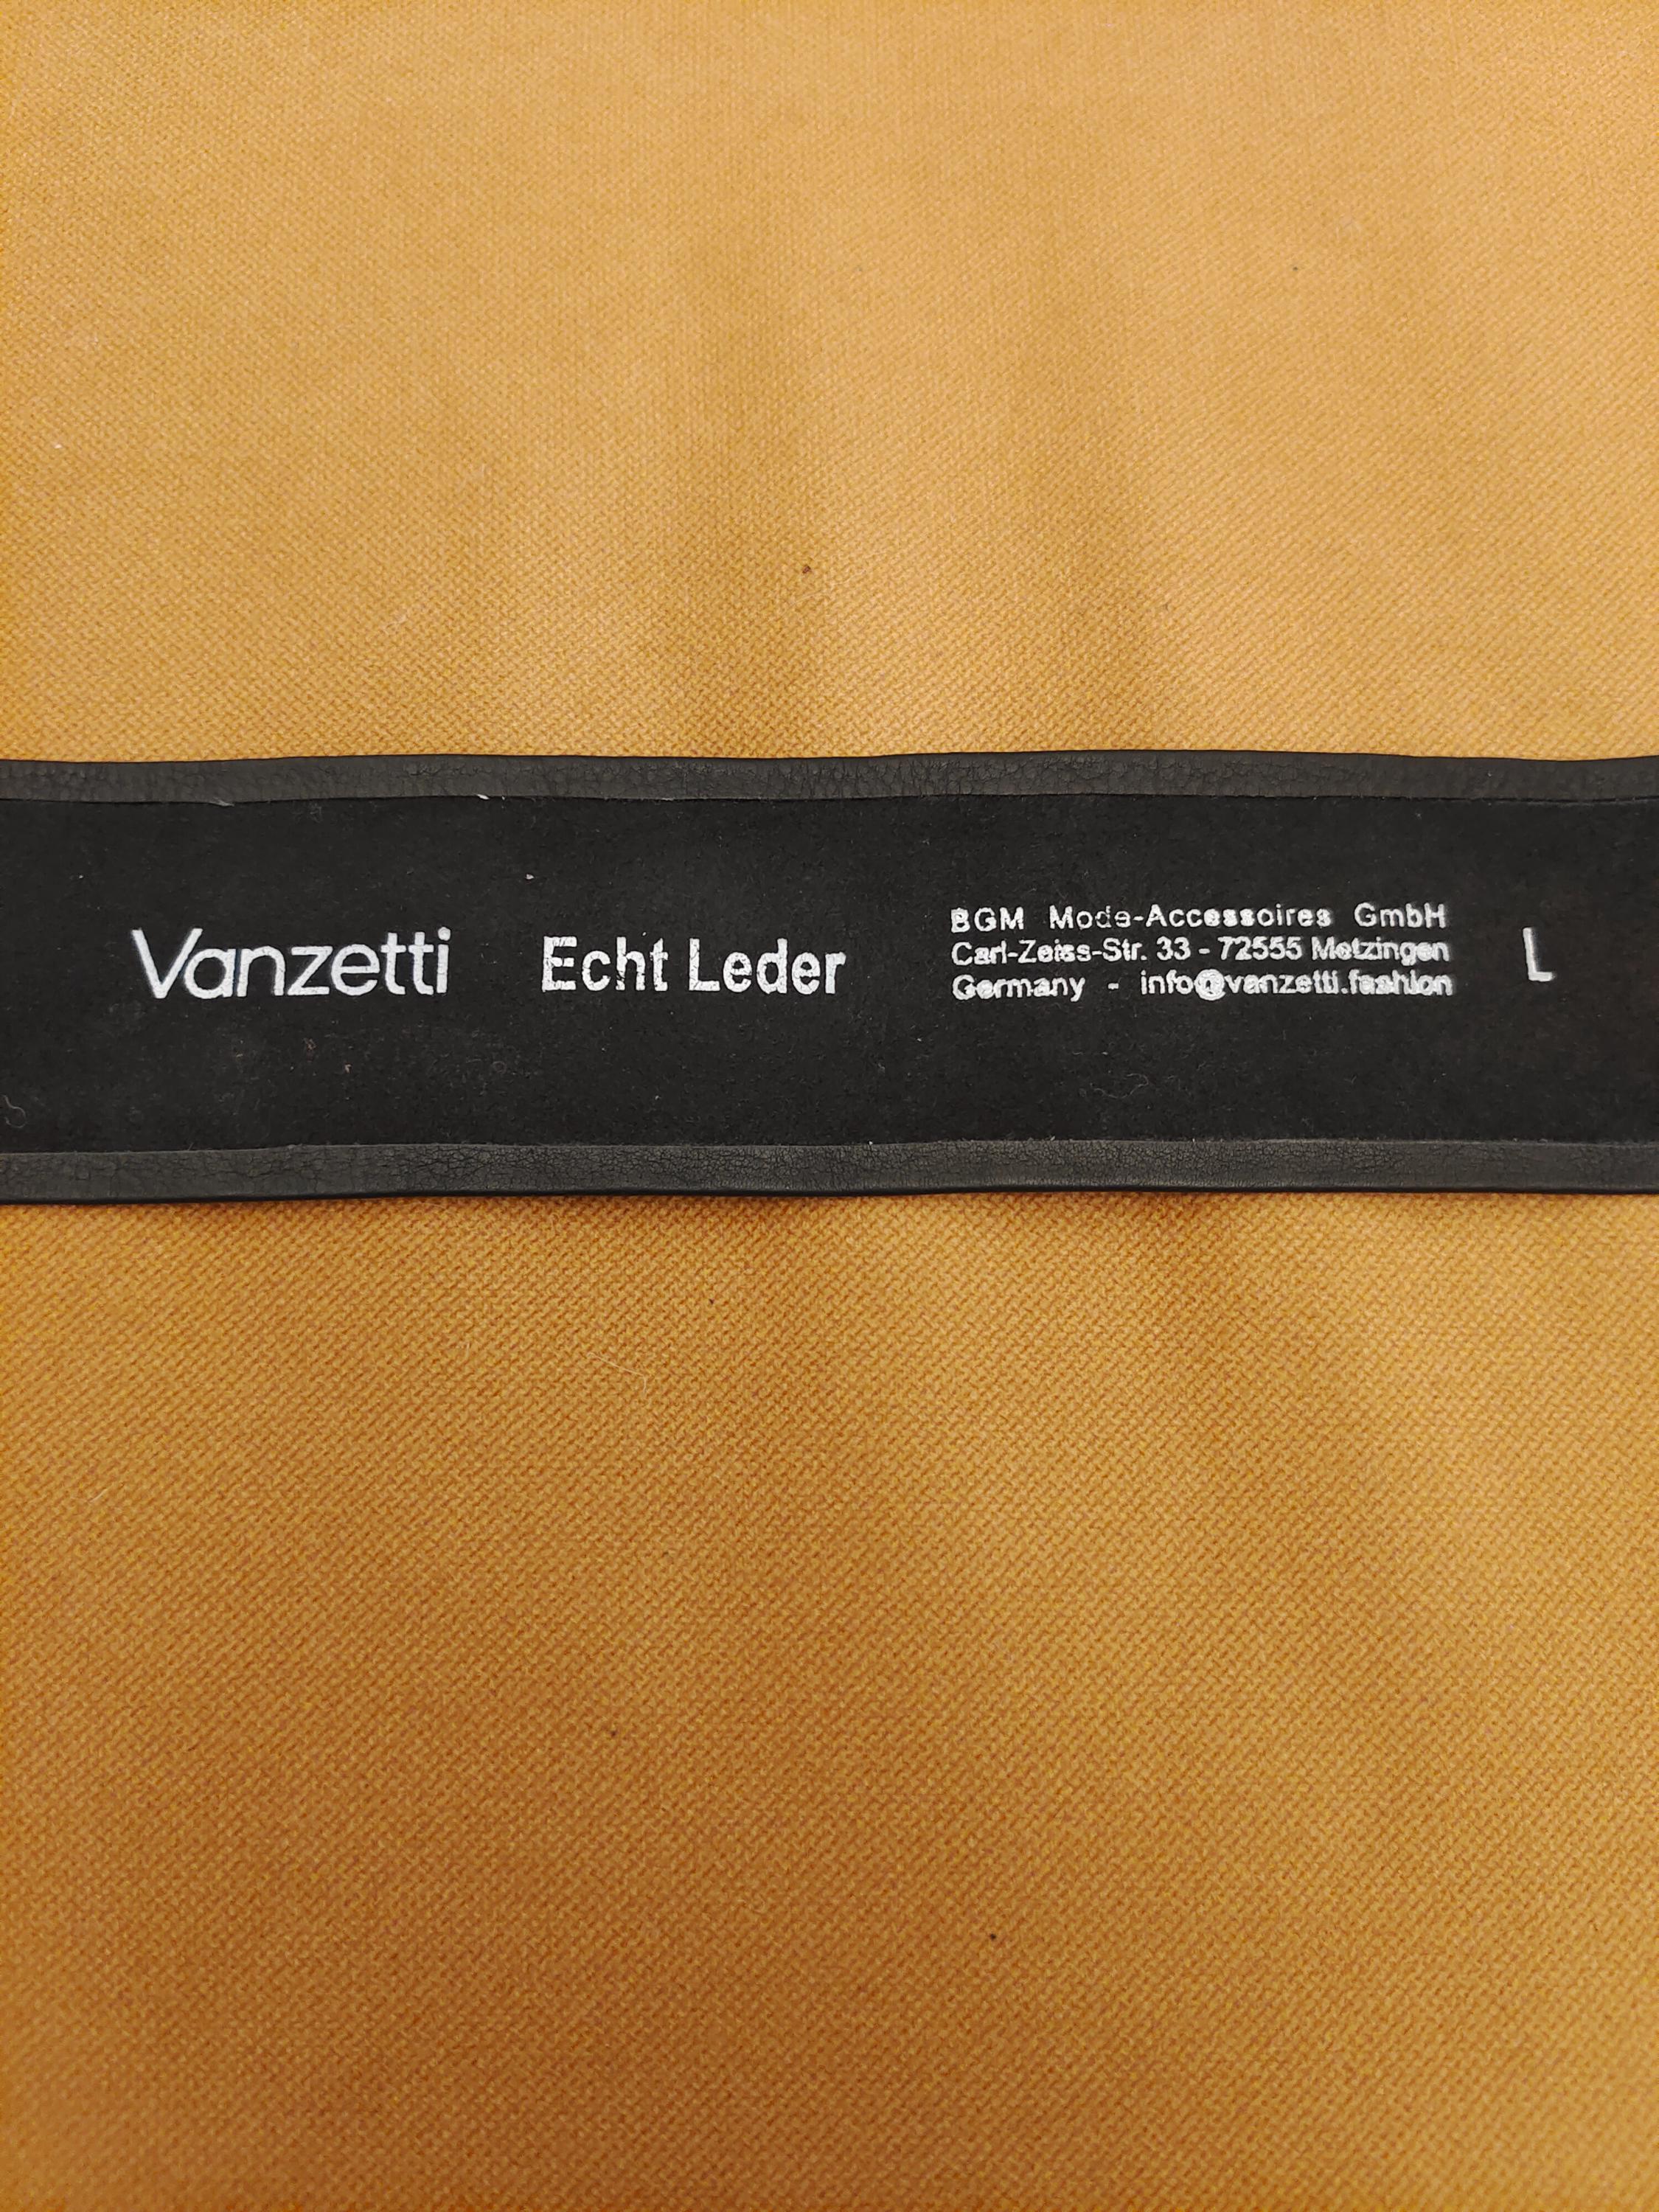 Vanzetti
Echt Leder
BGM Mode-Accessoires GmbH
Carl-Zeiss-Str. 33 - 72555 Metzingen
Germany - info@vanzetti.fashion
L